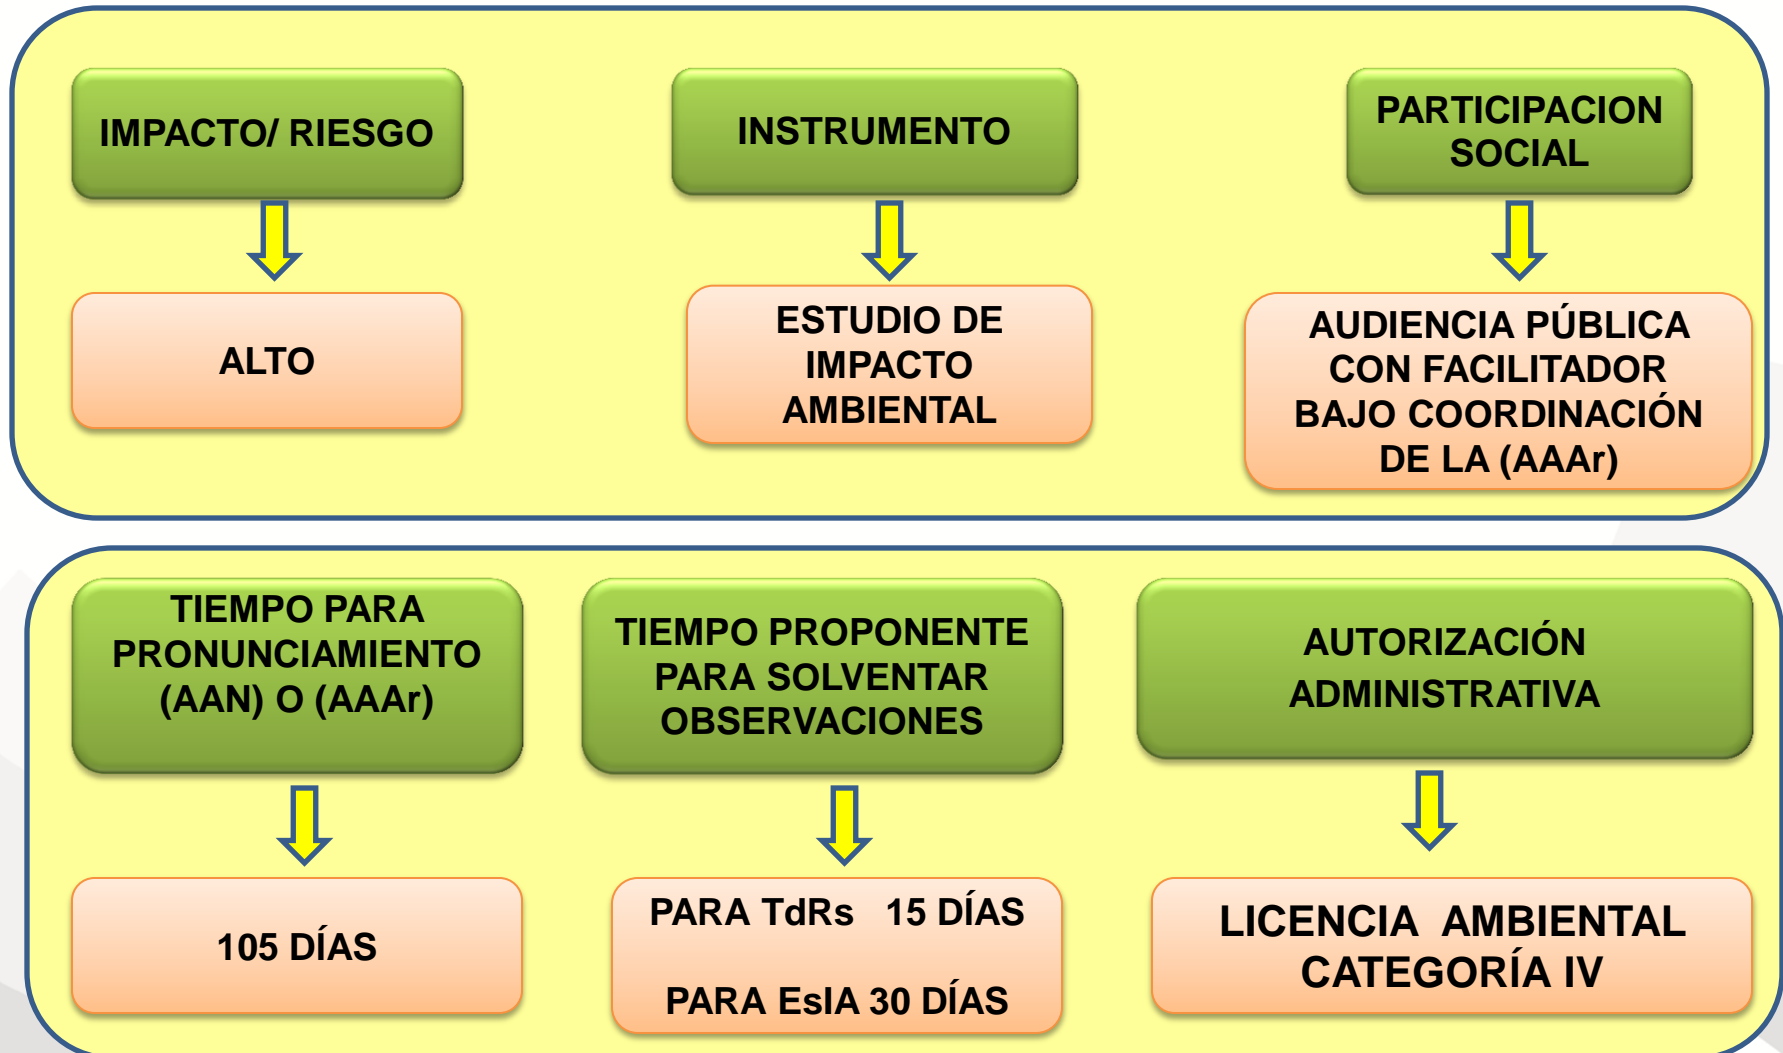 IMPACTO/ RIESGO
ALTO
INSTRUMENTO
ESTUDIO DE
IMPACTO
AMBIENTAL
PARTICIPACION
SOCIAL
AUDIENCIA PÚBLICA
CON FACILITADOR
BAJO COORDINACIÓN
DE LA (AAAr)
TIEMPO PARA
PRONUNCIAMIENTO
(AAN) O (AAAr)
105 DÍAS
TIEMPO PROPONENTE
PARA SOLVENTAR
OBSERVACIONES
PARA TdRs 15 DÍAS
PARA EsIA 30 DÍAS
AUTORIZACIÓN
ADMINISTRATIVA
LICENCIA AMBIENTAL
CATEGORÍA IV